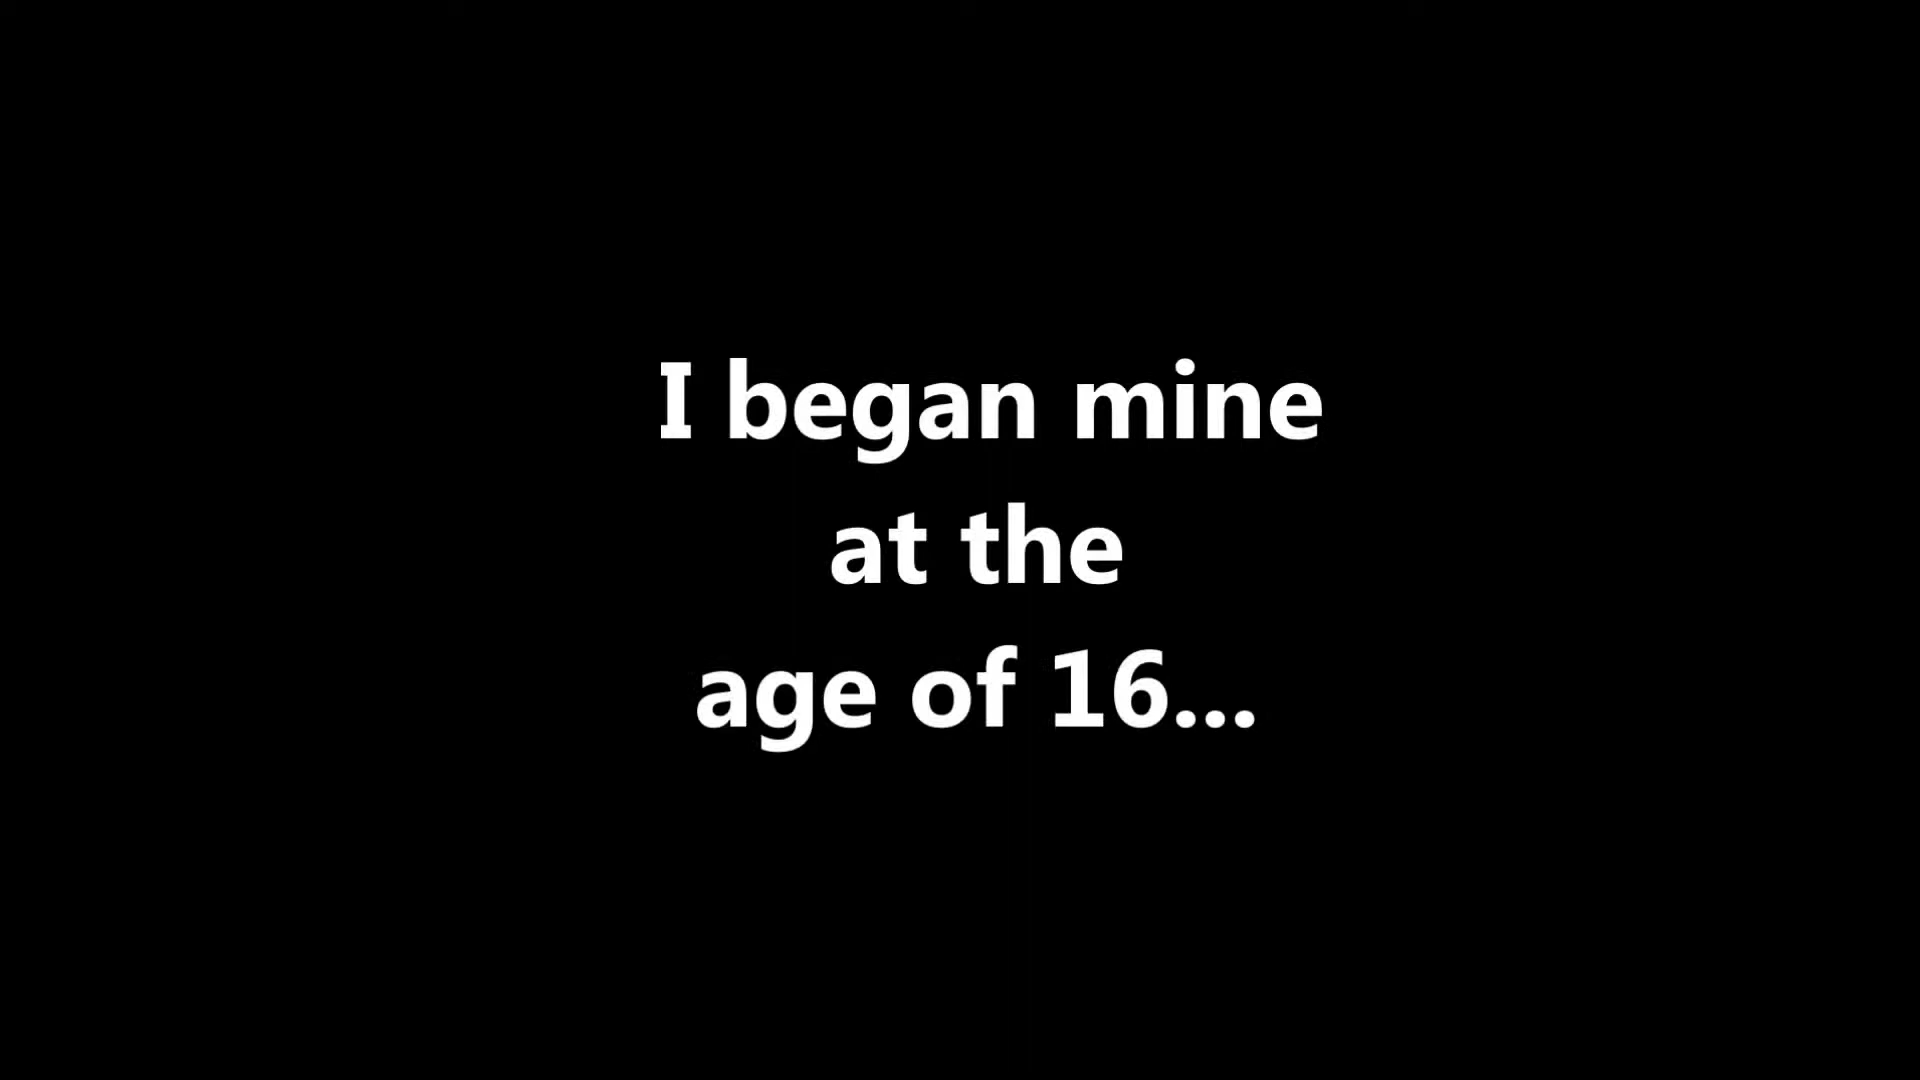 I began mine
at the
age of 16...